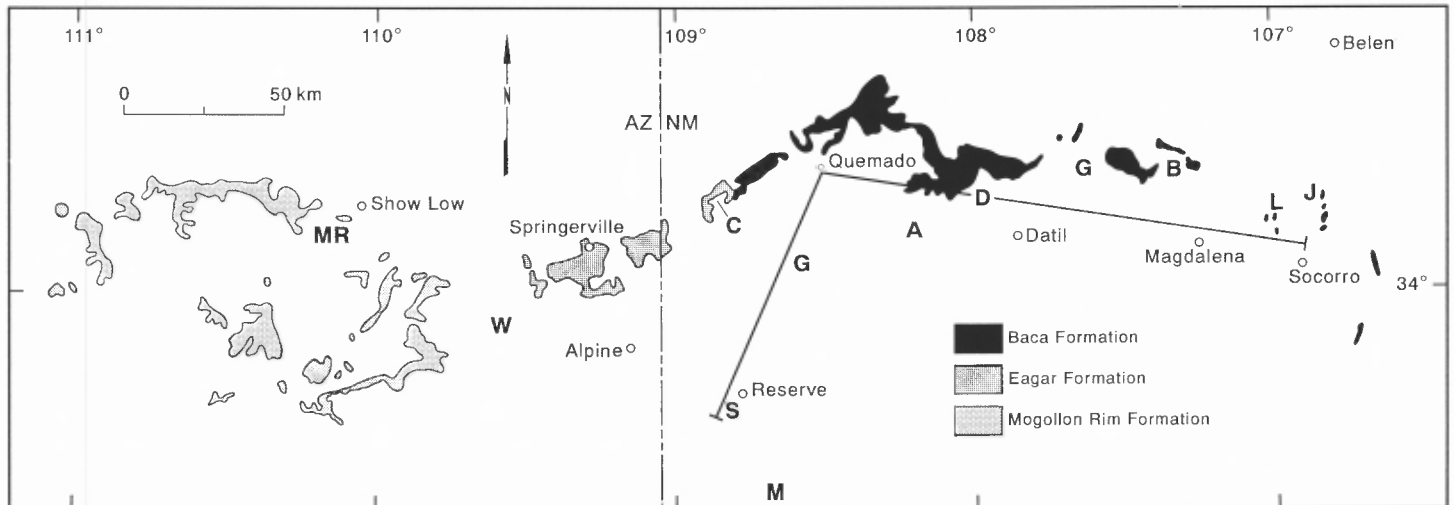 111°
110°
109°
108°
107°
Belen
0
50 km
N
AZ
NM
Quemado
G
B
Show Low
D
L
J
MR
C
A
Springerville
Datil
Magdalena
G
Socorro
34°
W
Baca Formation
Alpine
Eagar Formation
S
Reserve
Mogollon Rim Formation
M